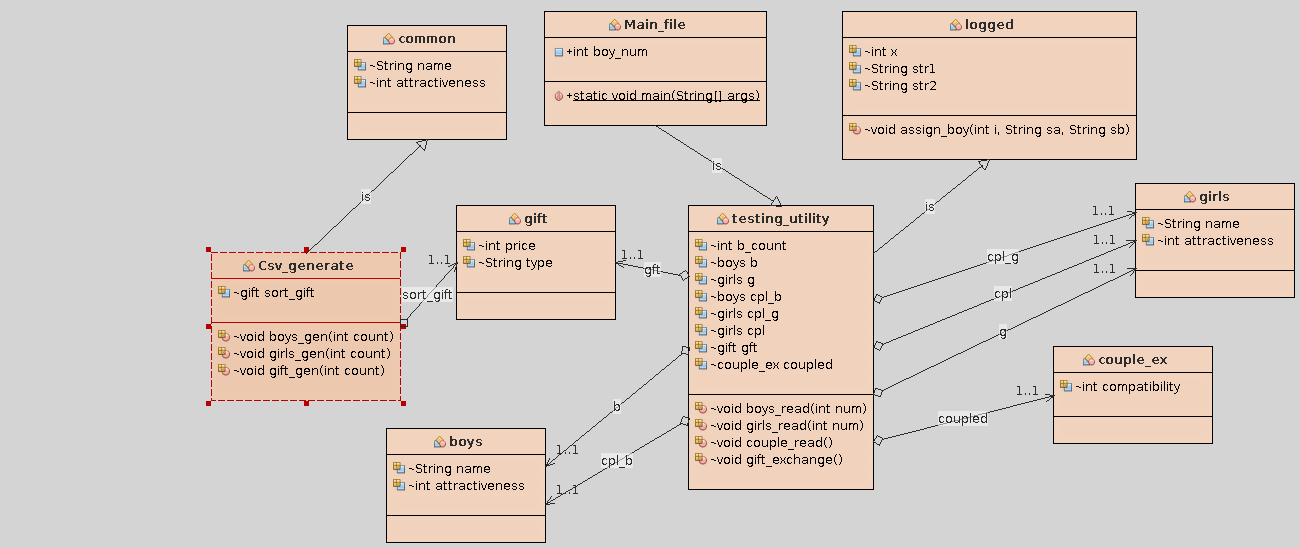 common
~String name
~int attractiveness
Main_file
+int boy_num
+static void main(String[] args)
logged
~int x
~String str1
~String str2
~void assign_boy(int i, String sa, String sb)
is
is
is
gift
~int price
~String type
testing_utility
~int b_count
~boys b
~girls g
~boys cpl_b
~girls cpl_g
~girls cpl
~gift gft
~couple_ex coupled
~void boys_read(int num)
~void girls_read(int num)
~void couple_read()
~void gift_exchange()
girls
~String name
~int attractiveness
1..1
cpl_g
1..1
cpl
1..1
g
Csv_generate
~gift sort_gift
~void boys_gen(int count)
~void girls_gen(int count)
~void gift_gen(int count)
1..1
sort_gift
1..1
gft
couple_ex
~int compatibility
1..1
coupled
boys
~String name
~int attractiveness
b
1..1
cpl_b
1..1